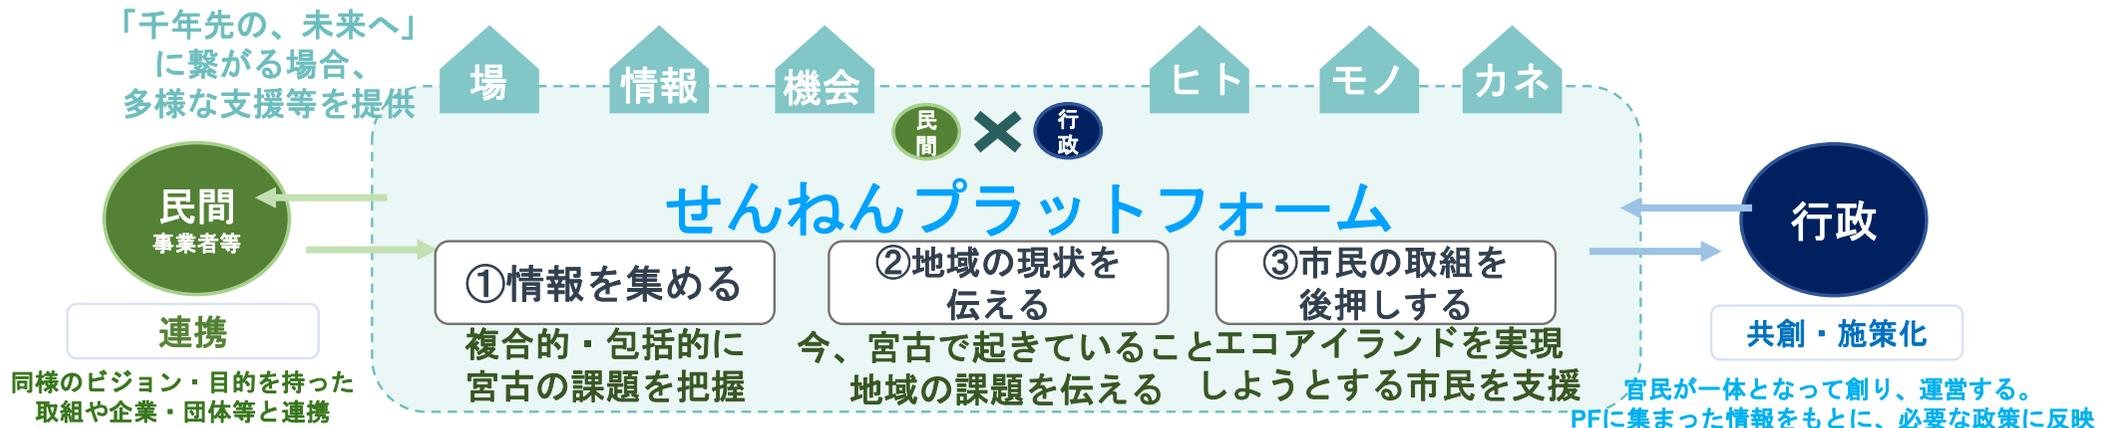 「千年先の、未来へ」
に繋がる場合、
多様な支援等を提供
場
情報
機会
ヒト
モノ
カネ
民
間
行
政
せんねんプラットフォーム
民間
事業者等
行政
①情報を集める
②地域の現状を
伝える
③市民の取組を
後押しする
連携
複合的・包括的に
宮古の課題を把握
今、宮古で起きていること
地域の課題を伝える
エコアイランドを実現
しようとする市民を支援
共創・施策化
同様のビジョン・目的を持った
取組や企業・団体等と連携
官民が一体となって創り、運営する。
PFに集まった情報をもとに、必要な政策に反映